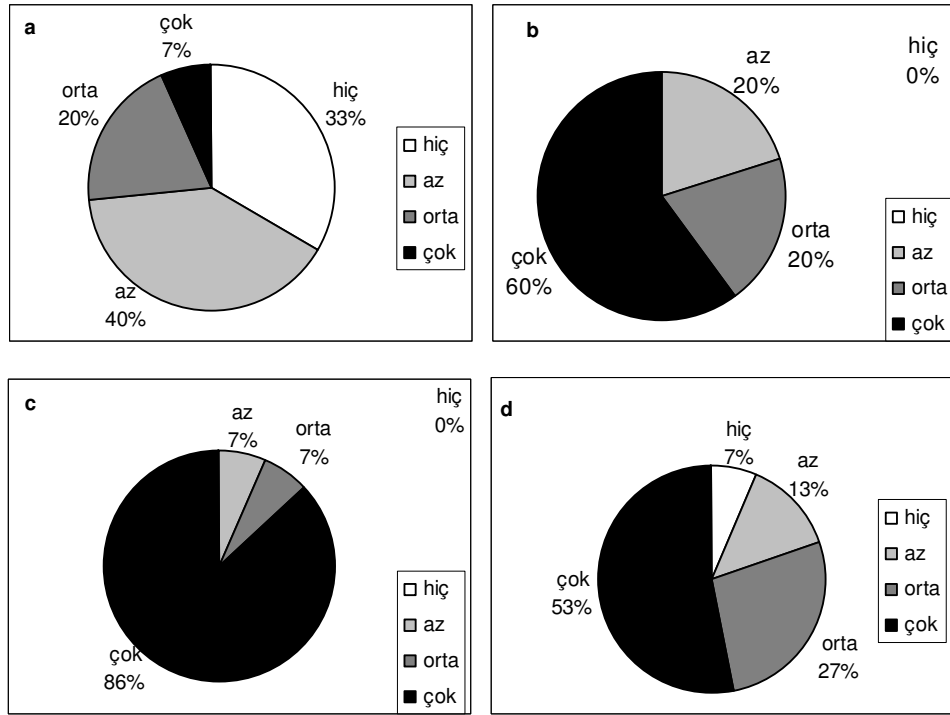 a
çok
7%
orta
20%
hiç
33%
az
40%
hiç
az
orta
çok
b
az
20%
hiç
0%
orta
20%
çok
60%
hiç
az
orta
çok
c
az
7%
orta
7%
hiç
0%
çok
86%
hiç
az
orta
çok
d
hiç
7%
az
13%
çok
53%
orta
27%
hiç
az
orta
çok